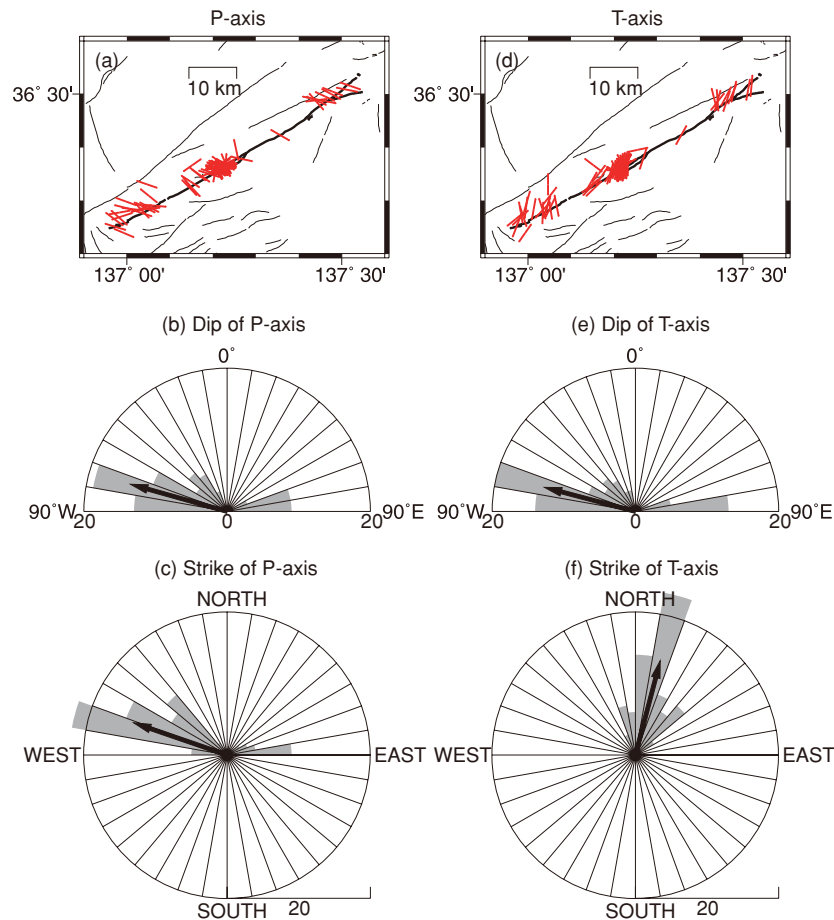 P-axis
T-axis
(a)
(d)
10 km
10 km
36° 30'
137° 00'
137° 30'
137° 00'
137° 30'
(b) Dip of P-axis
(e) Dip of T-axis
0°
0°
90°W
90°E
90°W
90°E
20
0
20
20
0
20
(c) Strike of P-axis
(f) Strike of T-axis
NORTH
NORTH
WEST
EAST
WEST
EAST
SOUTH
20
SOUTH
20